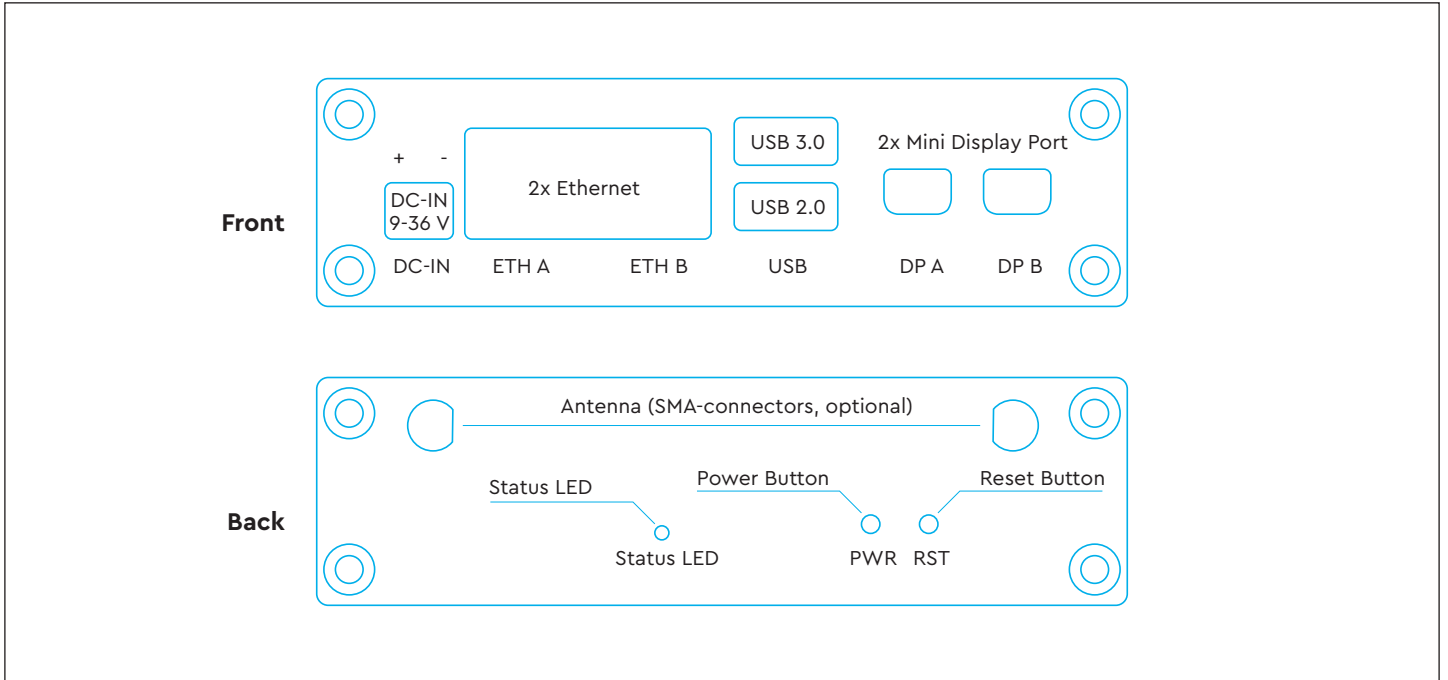 Front
+ -
DC-IN
9-36 V
2x Ethernet
USB 3.0
USB 2.0
2x Mini Display Port
DC-IN ETH A ETH B USB DP A DP B
Back
Antenna (SMA-connectors, optional)
Status LED
Power Button
Reset Button
Status LED
PWR RST